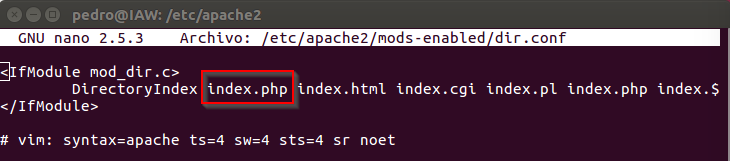 pedro@IAW: /etc/apache2
GNU nano 2.5.3 Archivo: /etc/apache2/mods-enabled/dir.conf
<IfModule mod_dir.c>
DirectoryIndex index.php index.html index.cgi index.pl index.php index.$
</IfModule>
# vim: syntax=apache ts=4 sw=4 sts=4 sr noet